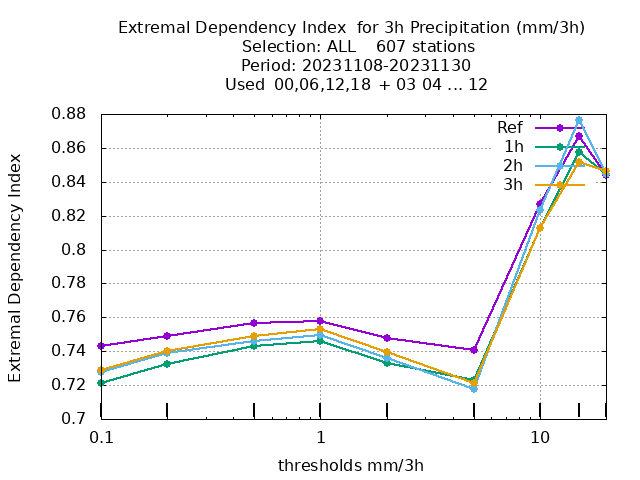 Extremal Dependency Index  for 3h Precipitation (mm/3h)
Selection: ALL    607 stations
Period: 20231108-20231130
Used  00,06,12,18  + 03 04 ... 12
Extremal Dependency Index
0.88
0.86
0.84
0.82
0.8
0.78
0.76
0.74
0.72
0.7
Ref
1h
2h
3h
0.1
1
10
thresholds mm/3h